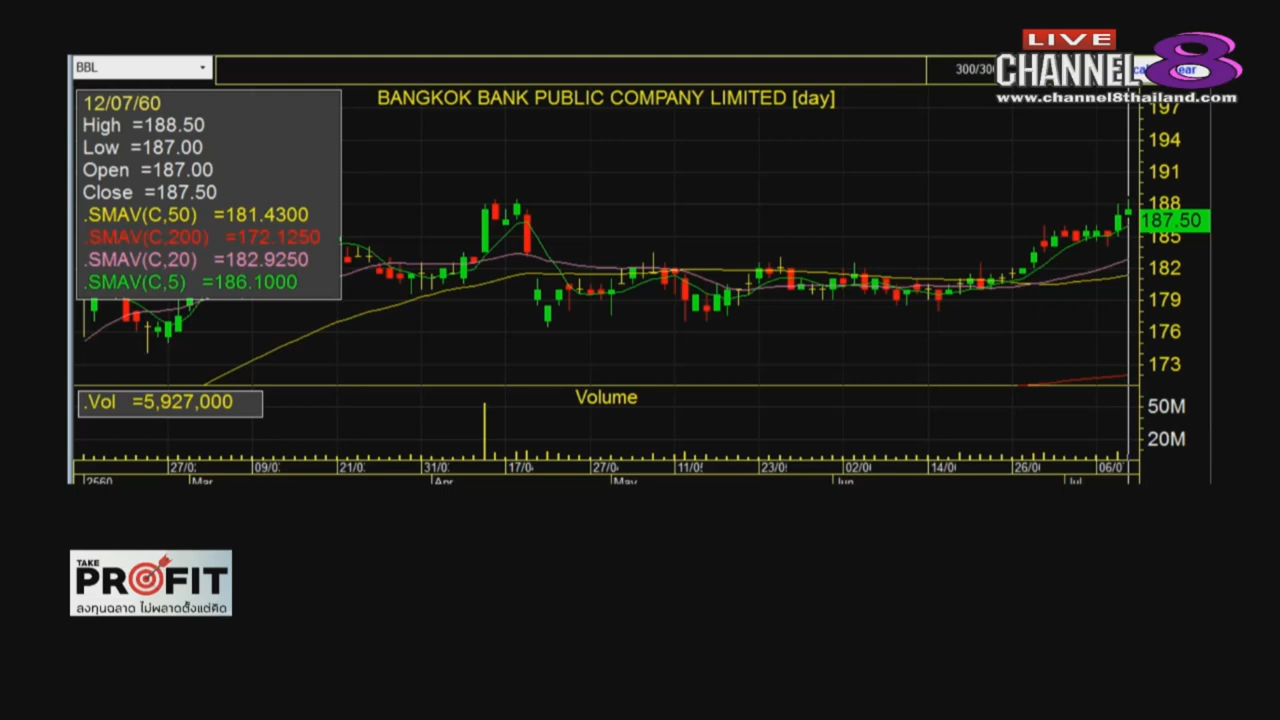 LIVE
CHANNEL 8
www.channel8thailand.com
BBL
300/300
BANGKOK BANK PUBLIC COMPANY LIMITED [day]
12/07/60
High =188.50
Low =187.00
Open =187.00
Close =187.50
.SMAV(C,50) =181.4300
.SMAV(C,200) =172.1250
.SMAV(C,20) =182.9250
.SMAV(C,5) =186.1000
197
194
191
188
187.50
185
182
179
176
173
.Vol =5,927,000
Volume
50M
20M
27/0 09/0 21/0 31/0 17/0 27/0 11/0 23/0 02/0 14/0 26/0 06/0
2560 Mar Apr May Jun Jul
TAKE
PROFIT
ลงทุนฉลาด ไม่พลาดตั้งแต่คิด